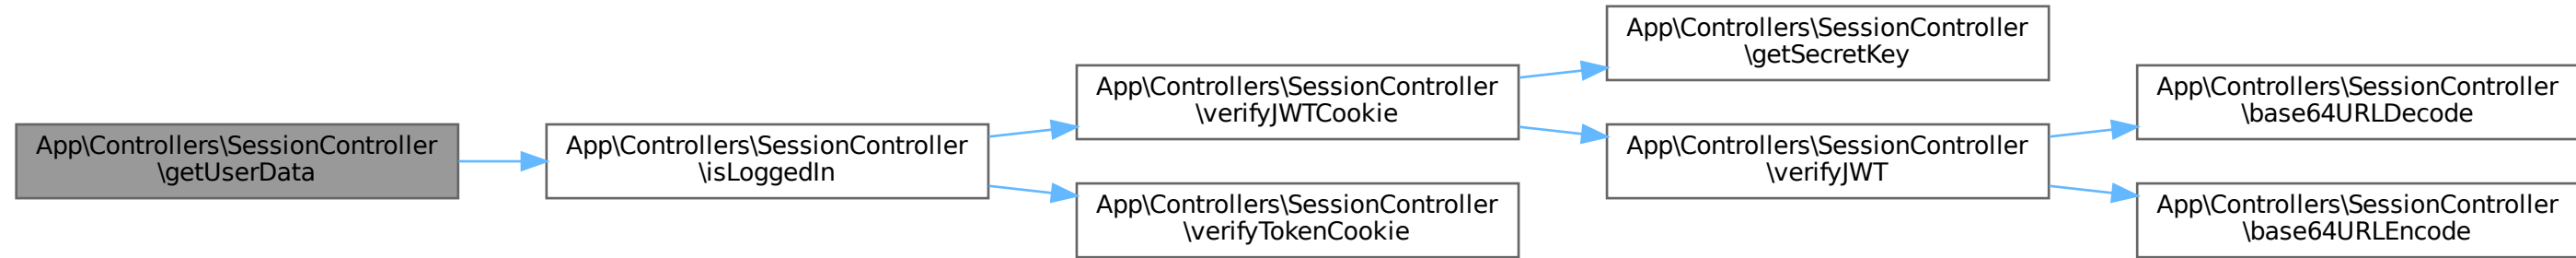 App\Controllers\SessionController
\getUserData
App\Controllers\SessionController
\isLoggedIn
App\Controllers\SessionController
\verifyJWTCookie
App\Controllers\SessionController
\verifyTokenCookie
App\Controllers\SessionController
\getSecretKey
App\Controllers\SessionController
\verifyJWT
App\Controllers\SessionController
\base64URLDecode
App\Controllers\SessionController
\base64URLEncode